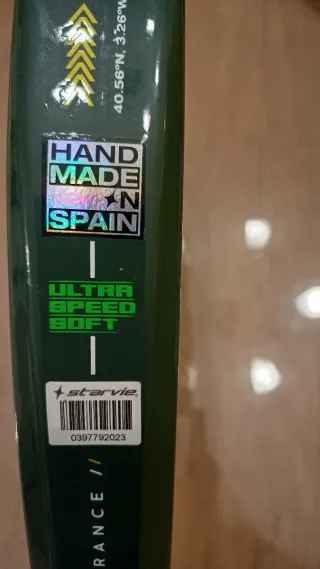 40.56°N, 3.26°W
HAND
MADE
IN
SPAIN
ULTRA
SPEED
SOFT
starvie®
0397792023
RANCE //